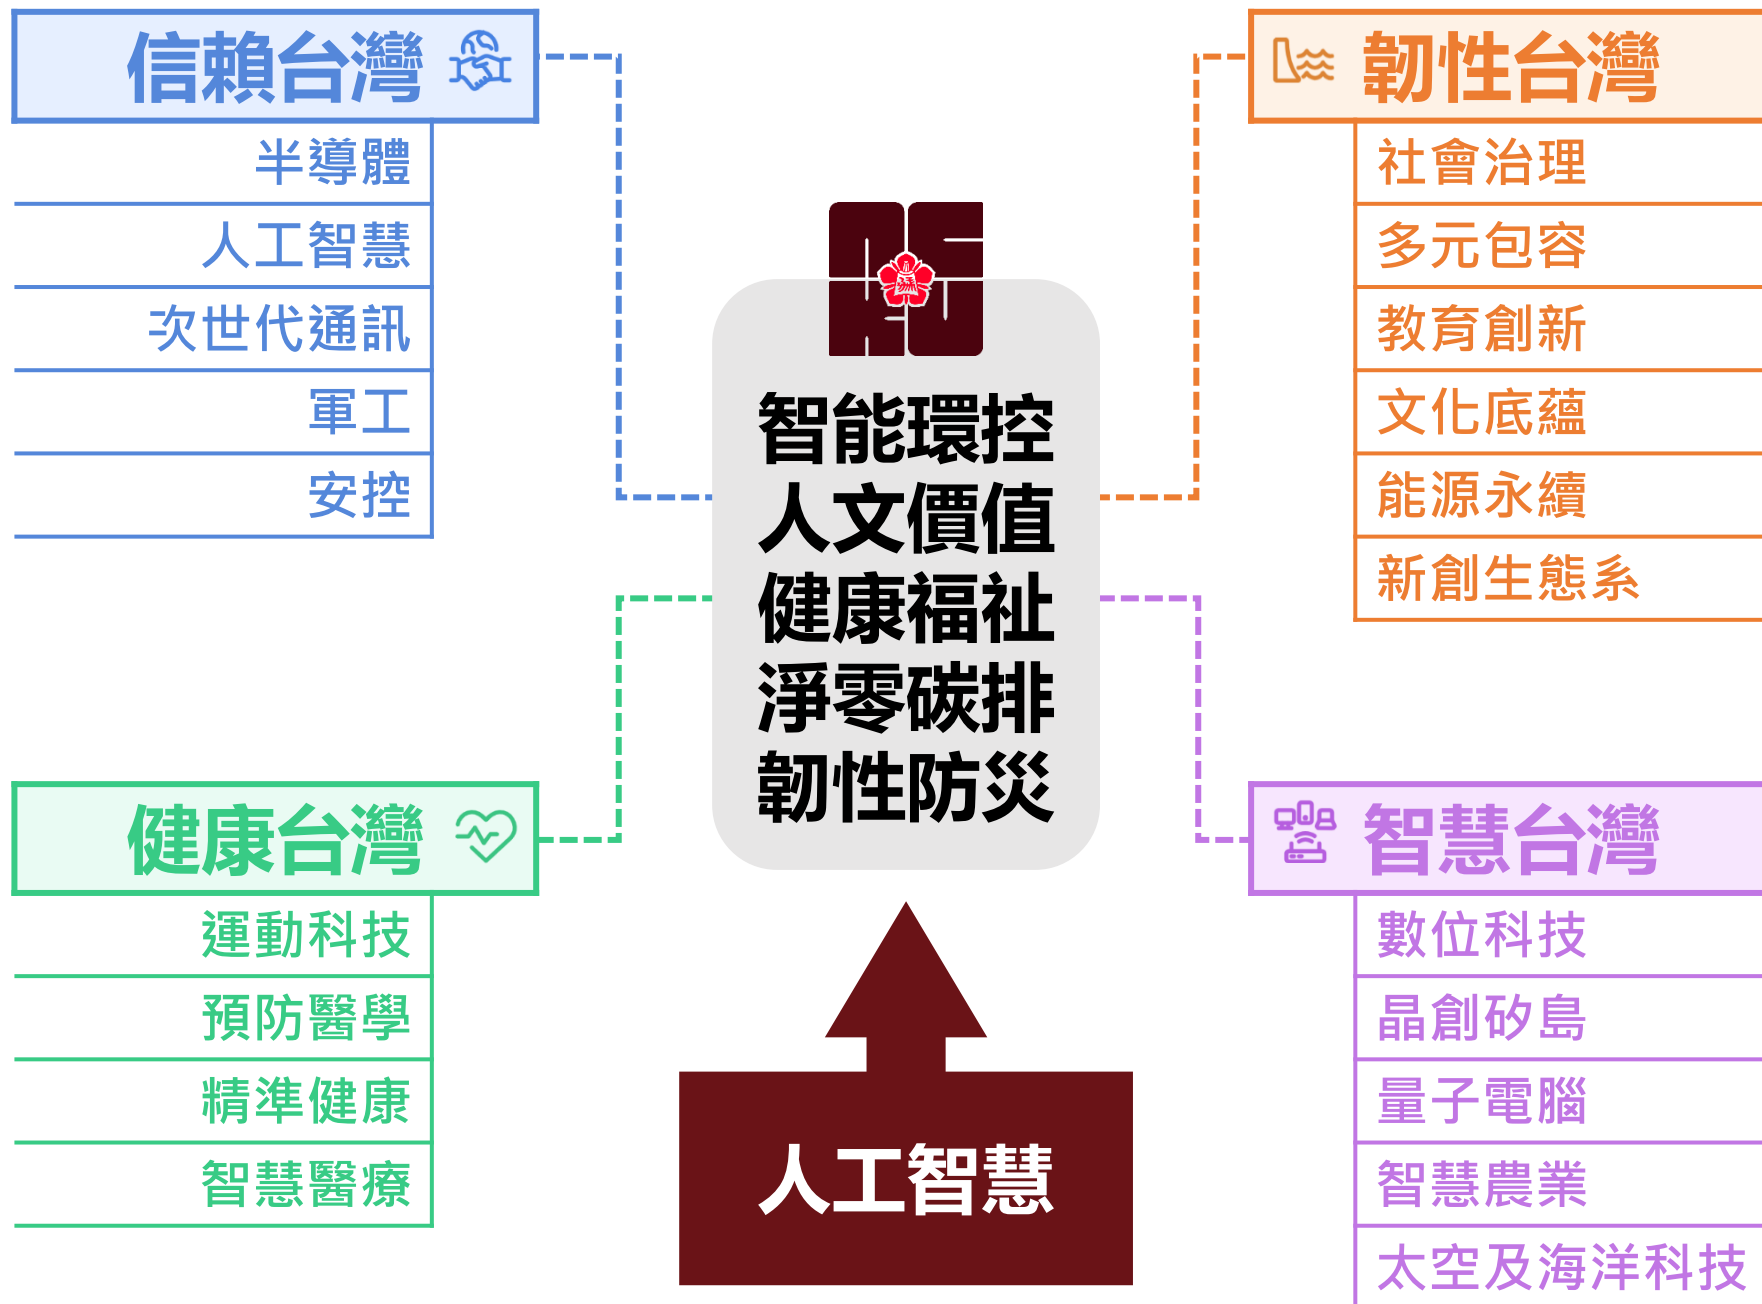 信賴台灣
半導體
人工智慧
次世代通訊
軍工
安控
韌性台灣
社會治理
多元包容
教育創新
文化底蘊
能源永續
新創生態系
智能環控
人文價值
健康福祉
淨零碳排
韌性防災
健康台灣
運動科技
預防醫學
精準健康
智慧醫療
智慧台灣
數位科技
晶創矽島
量子電腦
智慧農業
太空及海洋科技
人工智慧